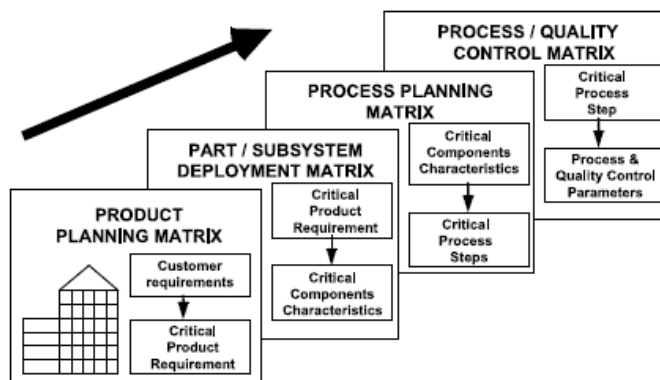 PROCESS / QUALITY
CONTROL MATRIX
Critical
Process
Step
Process &
Quality Control
Parameters
PROCESS PLANNING
MATRIX
Critical
Components
Characteristics
Critical
Process
Steps
PART / SUBSYSTEM
DEPLOYMENT MATRIX
Critical
Product
Requirement
Critical
Components
Characteristics
PRODUCT
PLANNING MATRIX
Customer
requirements
Critical
Product
Requirement